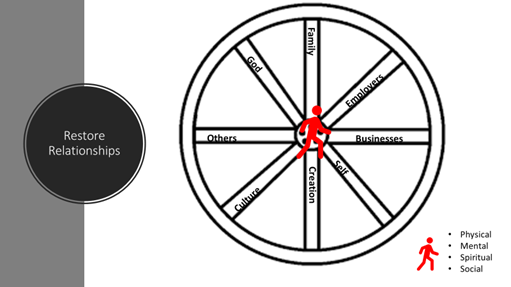 Restore
Relationships
Family
God
Employers
Others
Businesses
Self
Culture
Creation
• Physical
• Mental
• Spiritual
• Social